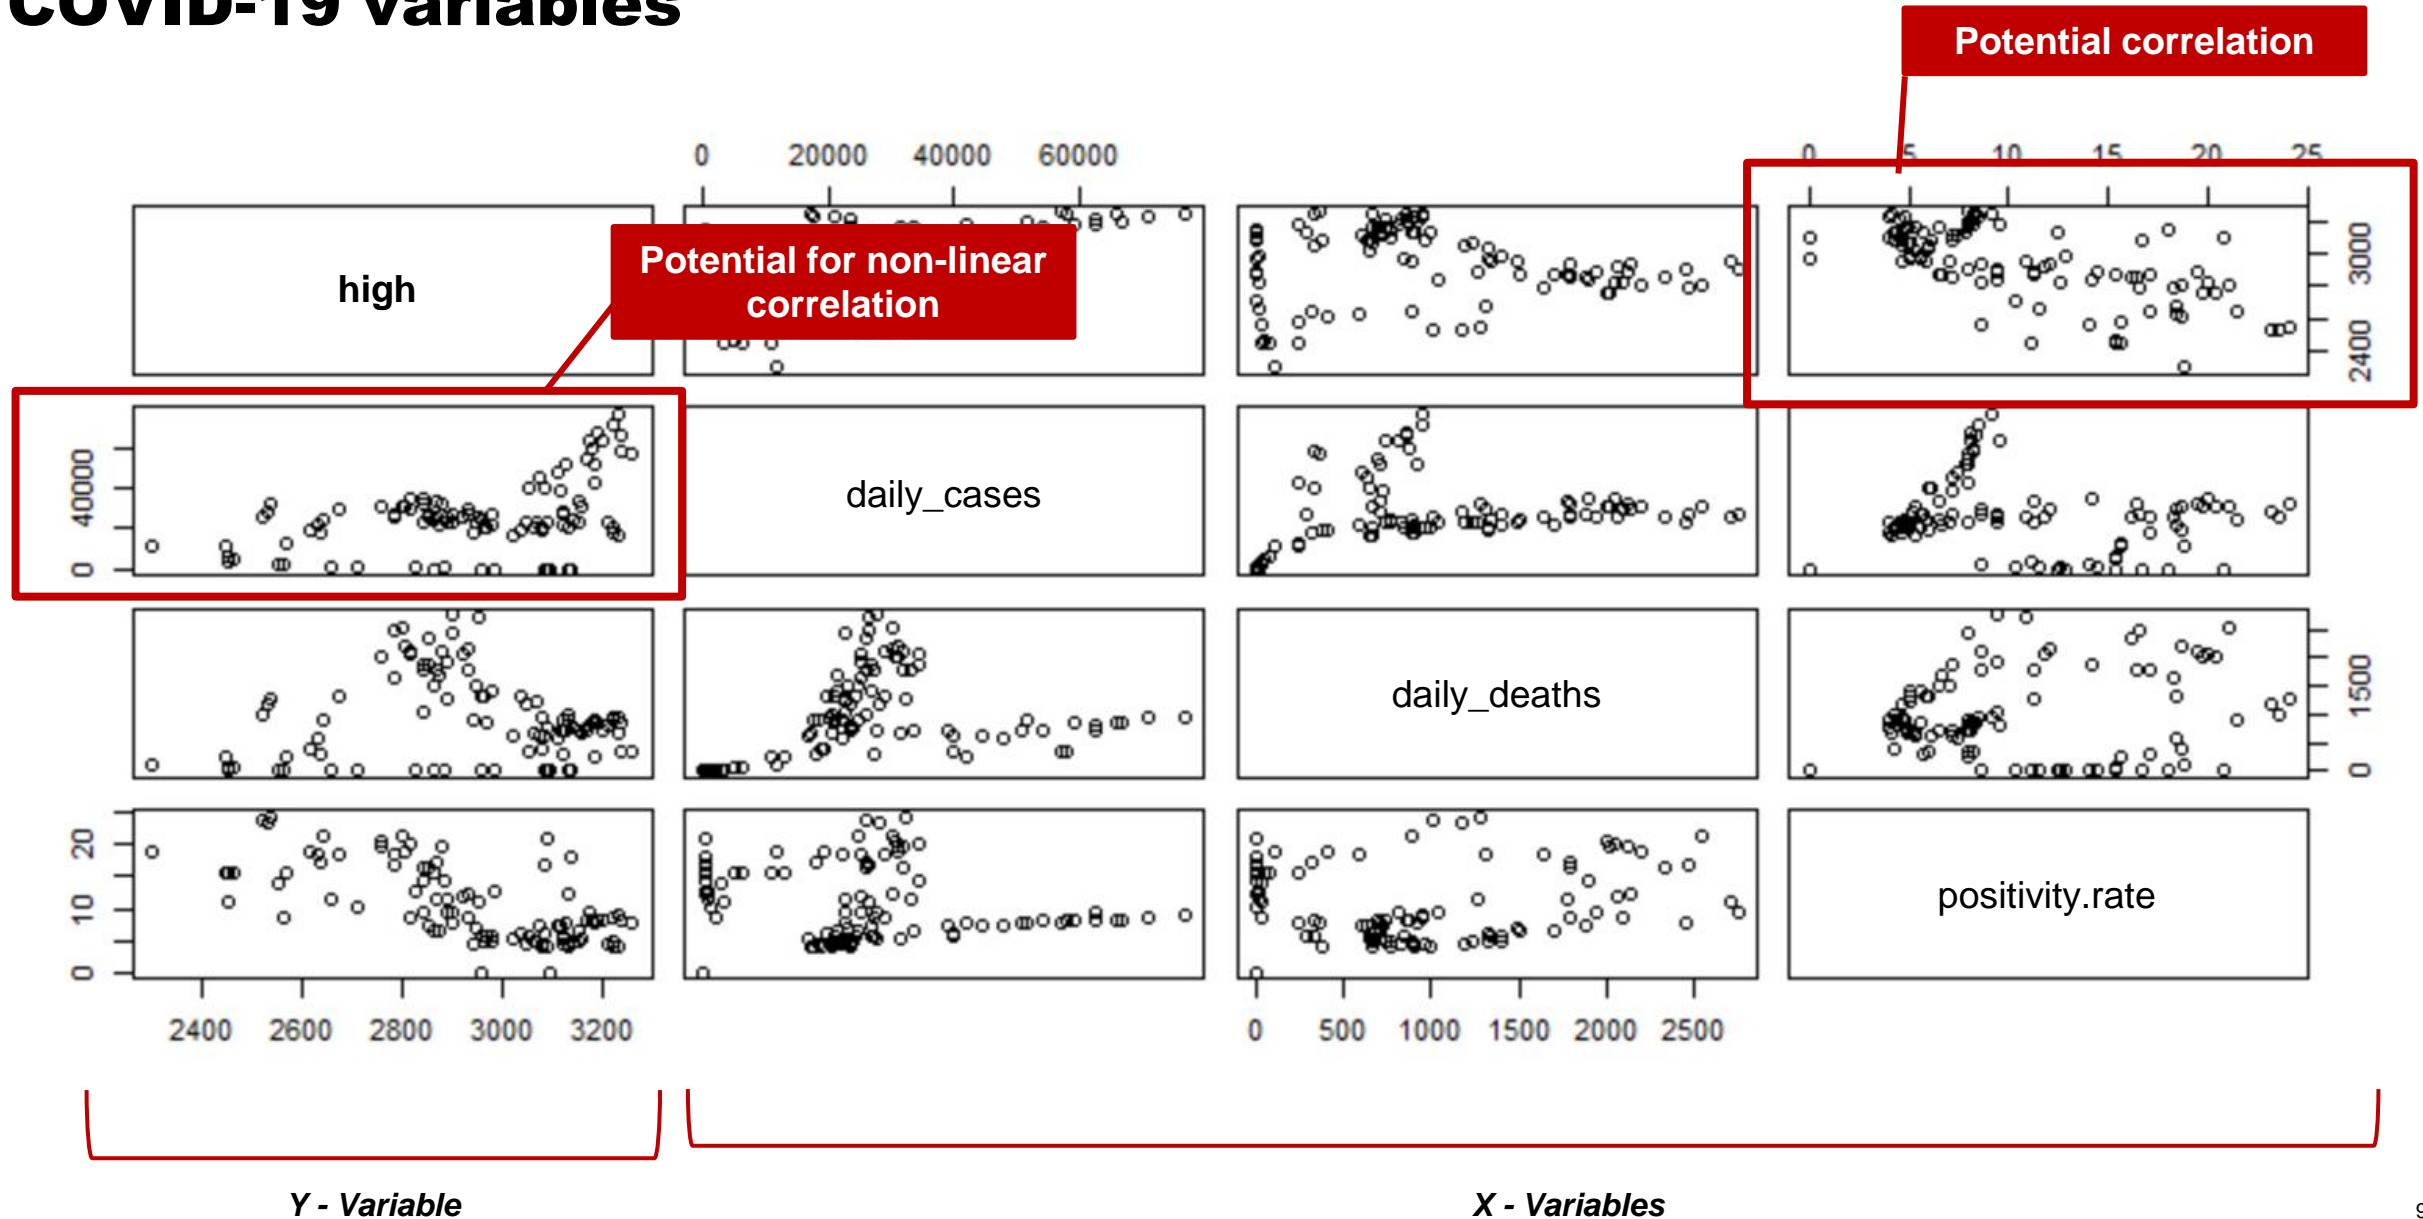 COVID-19 variables
Potential correlation
0 20000 40000 60000
0 5 10 15 20 25
high
Potential for non-linear
correlation
3000
2400
40000
0
daily_cases
daily_deaths
1500
0
20
10
0
positivity.rate
2400 2600 2800 3000 3200
0 500 1000 1500 2000 2500
Y - Variable
X - Variables
9